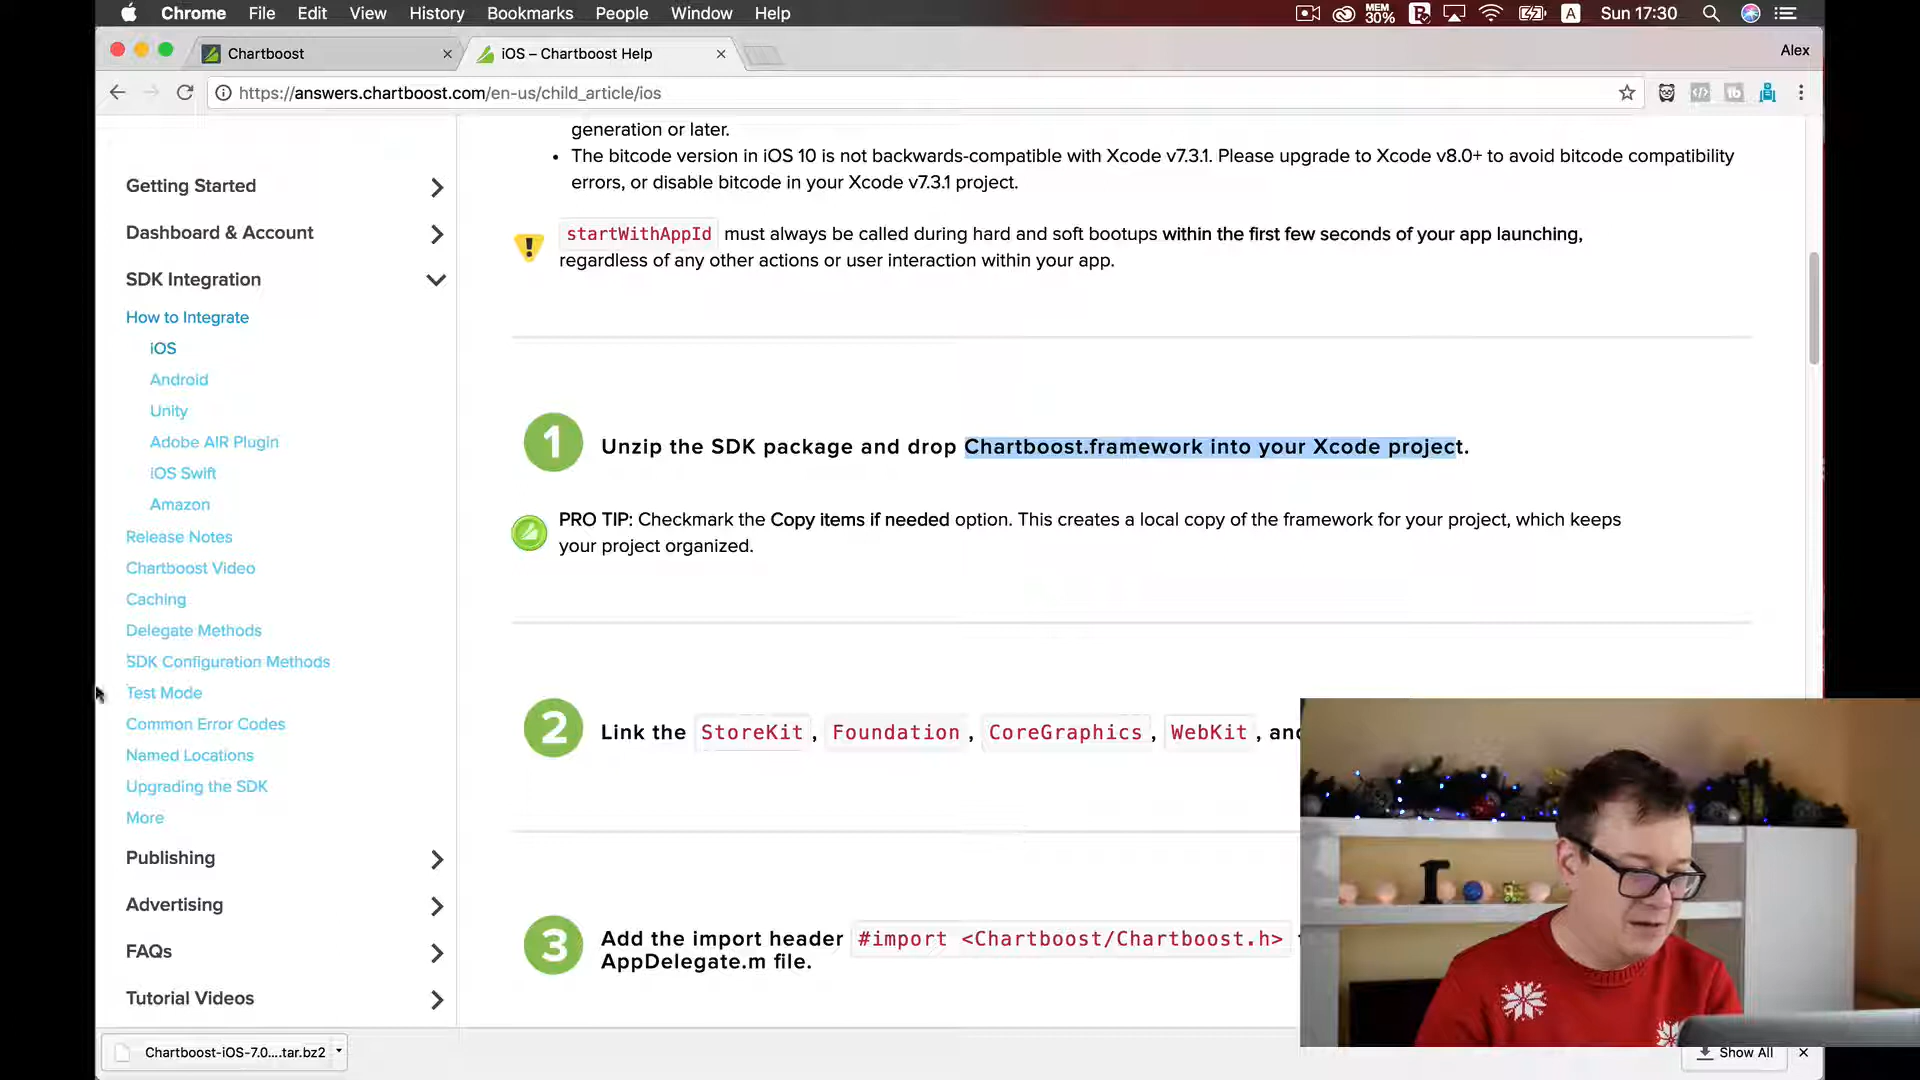 Chrome File Edit View History Bookmarks People Window Help
MEM 30% A Sun 17:30
Chartboost
iOS – Chartboost Help
Alex
https://answers.chartboost.com/en-us/child_article/ios
generation or later.
• The bitcode version in iOS 10 is not backwards-compatible with Xcode v7.3.1. Please upgrade to Xcode v8.0+ to avoid bitcode compatibility
errors, or disable bitcode in your Xcode v7.3.1 project.
startWithAppId must always be called during hard and soft bootups within the first few seconds of your app launching,
regardless of any other actions or user interaction within your app.
Getting Started
Dashboard & Account
SDK Integration
How to Integrate
iOS
Android
Unity
Adobe AIR Plugin
iOS Swift
Amazon
Release Notes
Chartboost Video
Caching
Delegate Methods
SDK Configuration Methods
Test Mode
Common Error Codes
Named Locations
Upgrading the SDK
More
Publishing
Advertising
FAQs
Tutorial Videos
1 Unzip the SDK package and drop Chartboost.framework into your Xcode project.
PRO TIP: Checkmark the Copy items if needed option. This creates a local copy of the framework for your project, which keeps
your project organized.
2 Link the StoreKit, Foundation, CoreGraphics, WebKit, and
3 Add the import header #import <Chartboost/Chartboost.h>
AppDelegate.m file.
Chartboost-iOS-7.0....tar.bz2
Show All